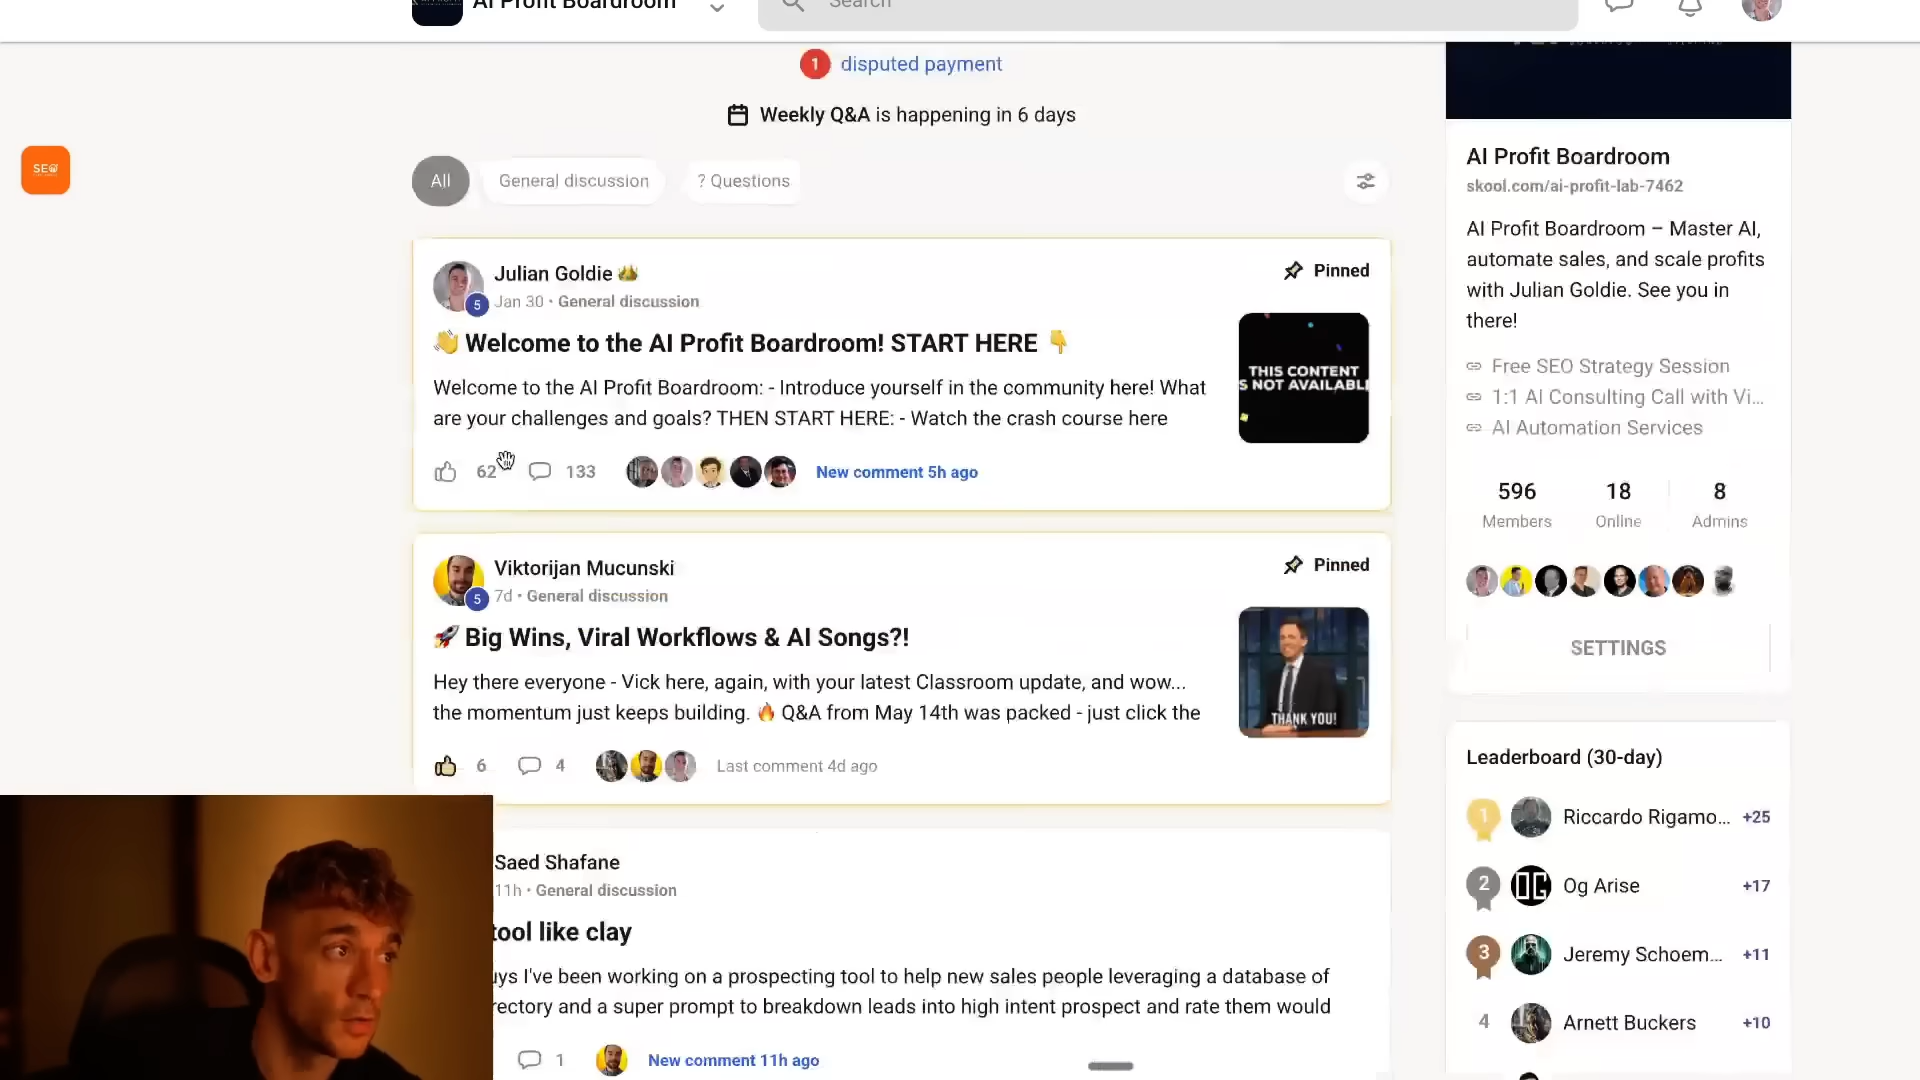 AI Profit Boardroom
Search
1 disputed payment
Weekly Q&A is happening in 6 days
All
General discussion
? Questions
Julian Goldie
5
Jan 30 • General discussion
Pinned
👋 Welcome to the AI Profit Boardroom! START HERE 👇
Welcome to the AI Profit Boardroom: - Introduce yourself in the community here! What
are your challenges and goals? THEN START HERE: - Watch the crash course here
THIS CONTENT
S NOT AVAILABL
62
133
New comment 5h ago
Viktorijan Mucunski
5
7d • General discussion
Pinned
🚀 Big Wins, Viral Workflows & AI Songs?!
Hey there everyone - Vick here, again, with your latest Classroom update, and wow...
the momentum just keeps building. 🔥 Q&A from May 14th was packed - just click the
THANK YOU!
6
4
Last comment 4d ago
Saed Shafane
11h • General discussion
tool like clay
uys I've been working on a prospecting tool to help new sales people leveraging a database of
rectory and a super prompt to breakdown leads into high intent prospect and rate them would
1
New comment 11h ago
AI Profit Boardroom
skool.com/ai-profit-lab-7462
AI Profit Boardroom – Master AI,
automate sales, and scale profits
with Julian Goldie. See you in
there!
Free SEO Strategy Session
1:1 AI Consulting Call with Vi...
AI Automation Services
596
Members
18
Online
8
Admins
SETTINGS
Leaderboard (30-day)
1 Riccardo Rigamo... +25
2 OG Og Arise +17
3 Jeremy Schoem... +11
4 Arnett Buckers +10